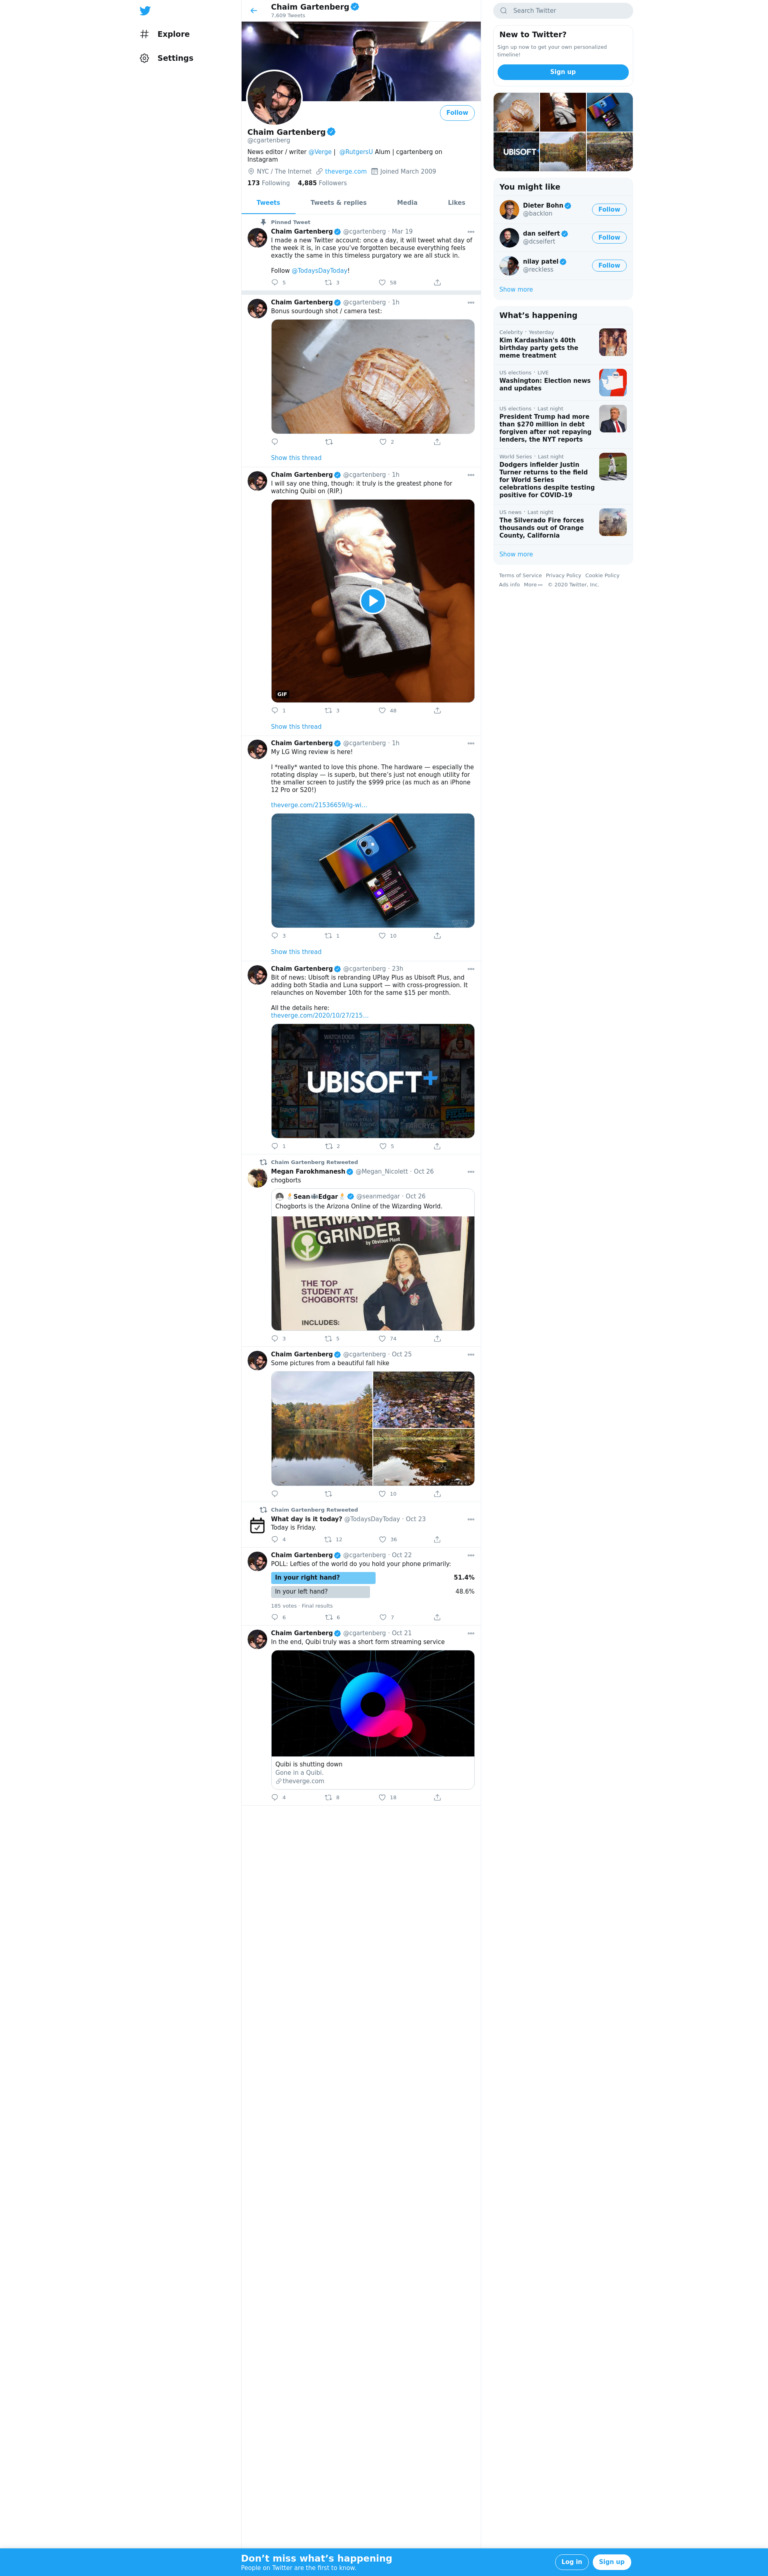 Explore
Settings
Chaim Gartenberg
7,609 Tweets
Follow
Chaim Gartenberg
@cgartenberg
News editor / writer @Verge | @RutgersU Alum | cgartenberg on
Instagram
NYC / The Internet theverge.com Joined March 2009
173 Following 4,885 Followers
Tweets Tweets & replies Media Likes
Pinned Tweet
Chaim Gartenberg @cgartenberg · Mar 19
I made a new Twitter account: once a day, it will tweet what day of
the week it is, in case you've forgotten because everything feels
exactly the same in this timeless purgatory we are all stuck in.
Follow @TodaysDayToday!
5 3 58
Chaim Gartenberg @cgartenberg · 1h
Bonus sourdough shot / camera test:
2
Show this thread
Chaim Gartenberg @cgartenberg · 1h
I will say one thing, though: it truly is the greatest phone for
watching Quibi on (RIP.)
GIF
1 3 48
Show this thread
Chaim Gartenberg @cgartenberg · 1h
My LG Wing review is here!
I *really* wanted to love this phone. The hardware — especially the
rotating display — is superb, but there's just not enough utility for
the smaller screen to justify the $999 price (as much as an iPhone
12 Pro or S20!)
theverge.com/21536659/lg-wi...
3 1 10
Show this thread
Chaim Gartenberg @cgartenberg · 23h
Bit of news: Ubisoft is rebranding UPlay Plus as Ubisoft Plus, and
adding both Stadia and Luna support — with cross-progression. It
relaunches on November 10th for the same $15 per month.
All the details here:
theverge.com/2020/10/27/215...
UBISOFT+
1 2 5
Chaim Gartenberg Retweeted
Megan Farokhmanesh @Megan_Nicolett · Oct 26
chogborts
Sean Edgar @seanmedgar · Oct 26
Chogborts is the Arizona Online of the Wizarding World.
HERMANY
GRINDER
by Obvious Plant
THE TOP
STUDENT AT
CHOGBORTS!
INCLUDES:
3 5 74
Chaim Gartenberg @cgartenberg · Oct 25
Some pictures from a beautiful fall hike
10
Chaim Gartenberg Retweeted
What day is it today? @TodaysDayToday · Oct 23
Today is Friday.
4 12 36
Chaim Gartenberg @cgartenberg · Oct 22
POLL: Lefties of the world do you hold your phone primarily:
In your right hand? 51.4%
In your left hand? 48.6%
185 votes · Final results
6 6 7
Chaim Gartenberg @cgartenberg · Oct 21
In the end, Quibi truly was a short form streaming service
Quibi is shutting down
Gone in a Quibi.
theverge.com
4 6 18
Search Twitter
New to Twitter?
Sign up now to get your own personalized
timeline!
Sign up
UBISOFT
You might like
Dieter Bohn
@backlon
Follow
dan seifert
@dcseifert
Follow
nilay patel
@reckless
Follow
Show more
What's happening
Celebrity · Yesterday
Kim Kardashian's 40th
birthday party gets the
meme treatment
US elections · LIVE
Washington: Election news
and updates
US elections · Last night
President Trump had more
than $270 million in debt
forgiven after not repaying
lenders, the NYT reports
World Series · Last night
Dodgers infielder Justin
Turner returns to the field
for World Series
celebrations despite testing
positive for COVID-19
US news · Last night
The Silverado Fire forces
thousands out of Orange
County, California
Show more
Terms of Service Privacy Policy Cookie Policy
Ads info More © 2020 Twitter, Inc.
Don't miss what's happening
People on Twitter are the first to know.
Log in Sign up